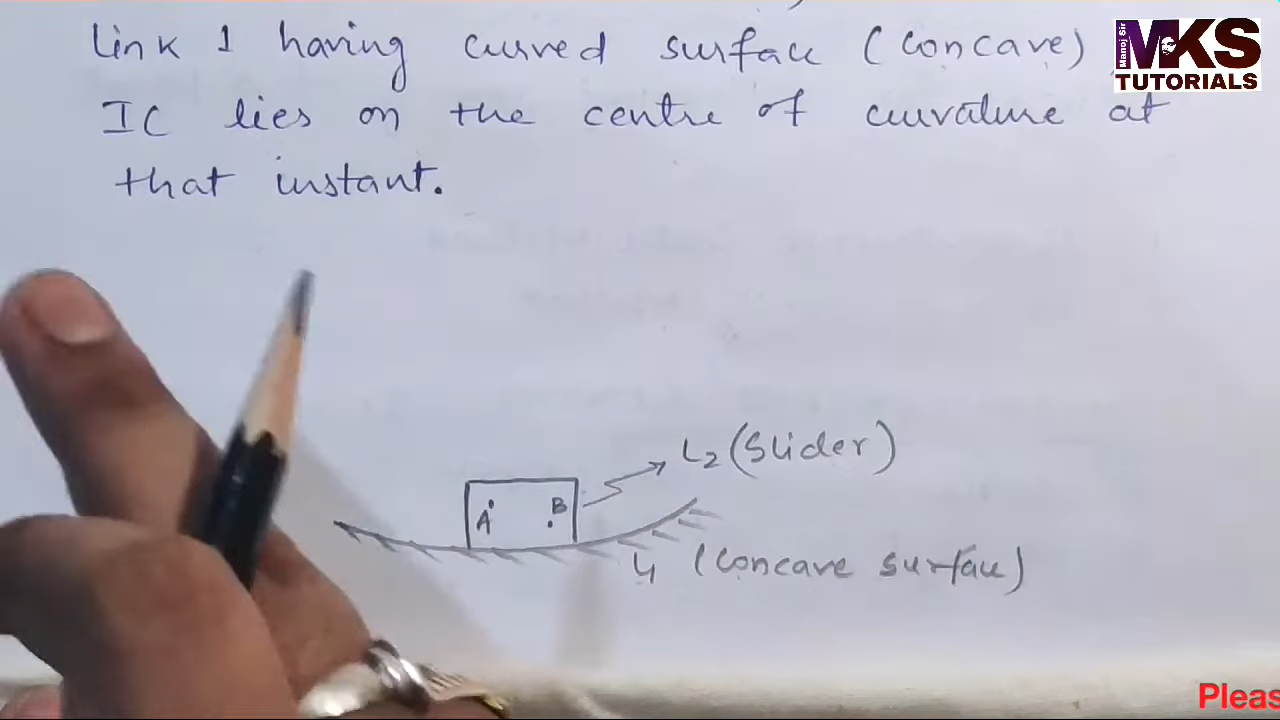 Link 1 having curved surface (concave),
IC lies on the centre of curvature at
that instant.
L2 (Slider)
A
B
L1 (Concave surface)
Manoj Sir
MKS
TUTORIALS
Pleas